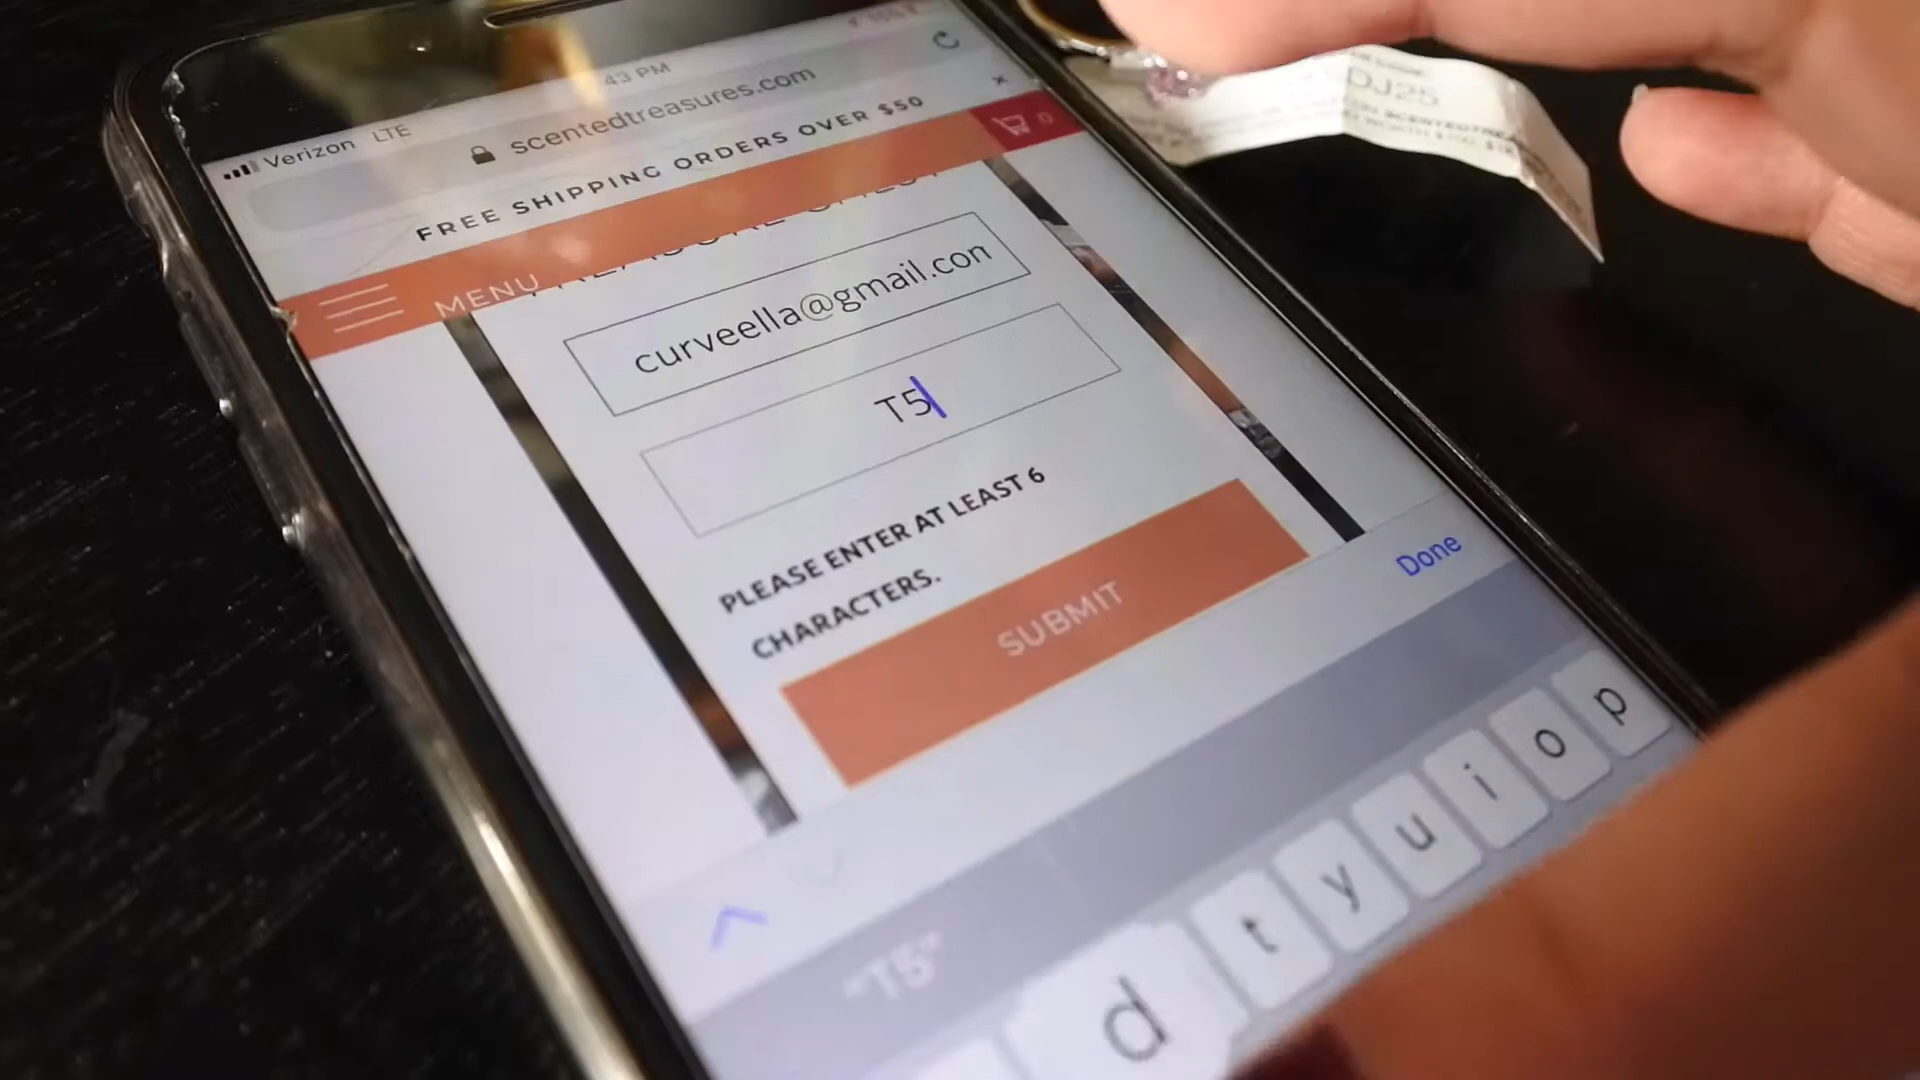 Verizon LTE 43 PM
scentedtreasures.com
FREE SHIPPING ORDERS OVER $50
0
MENU
curveella@gmail.con
T5
PLEASE ENTER AT LEAST 6
CHARACTERS.
SUBMIT
Done
"T5"
t y u i o p
d
DJ25